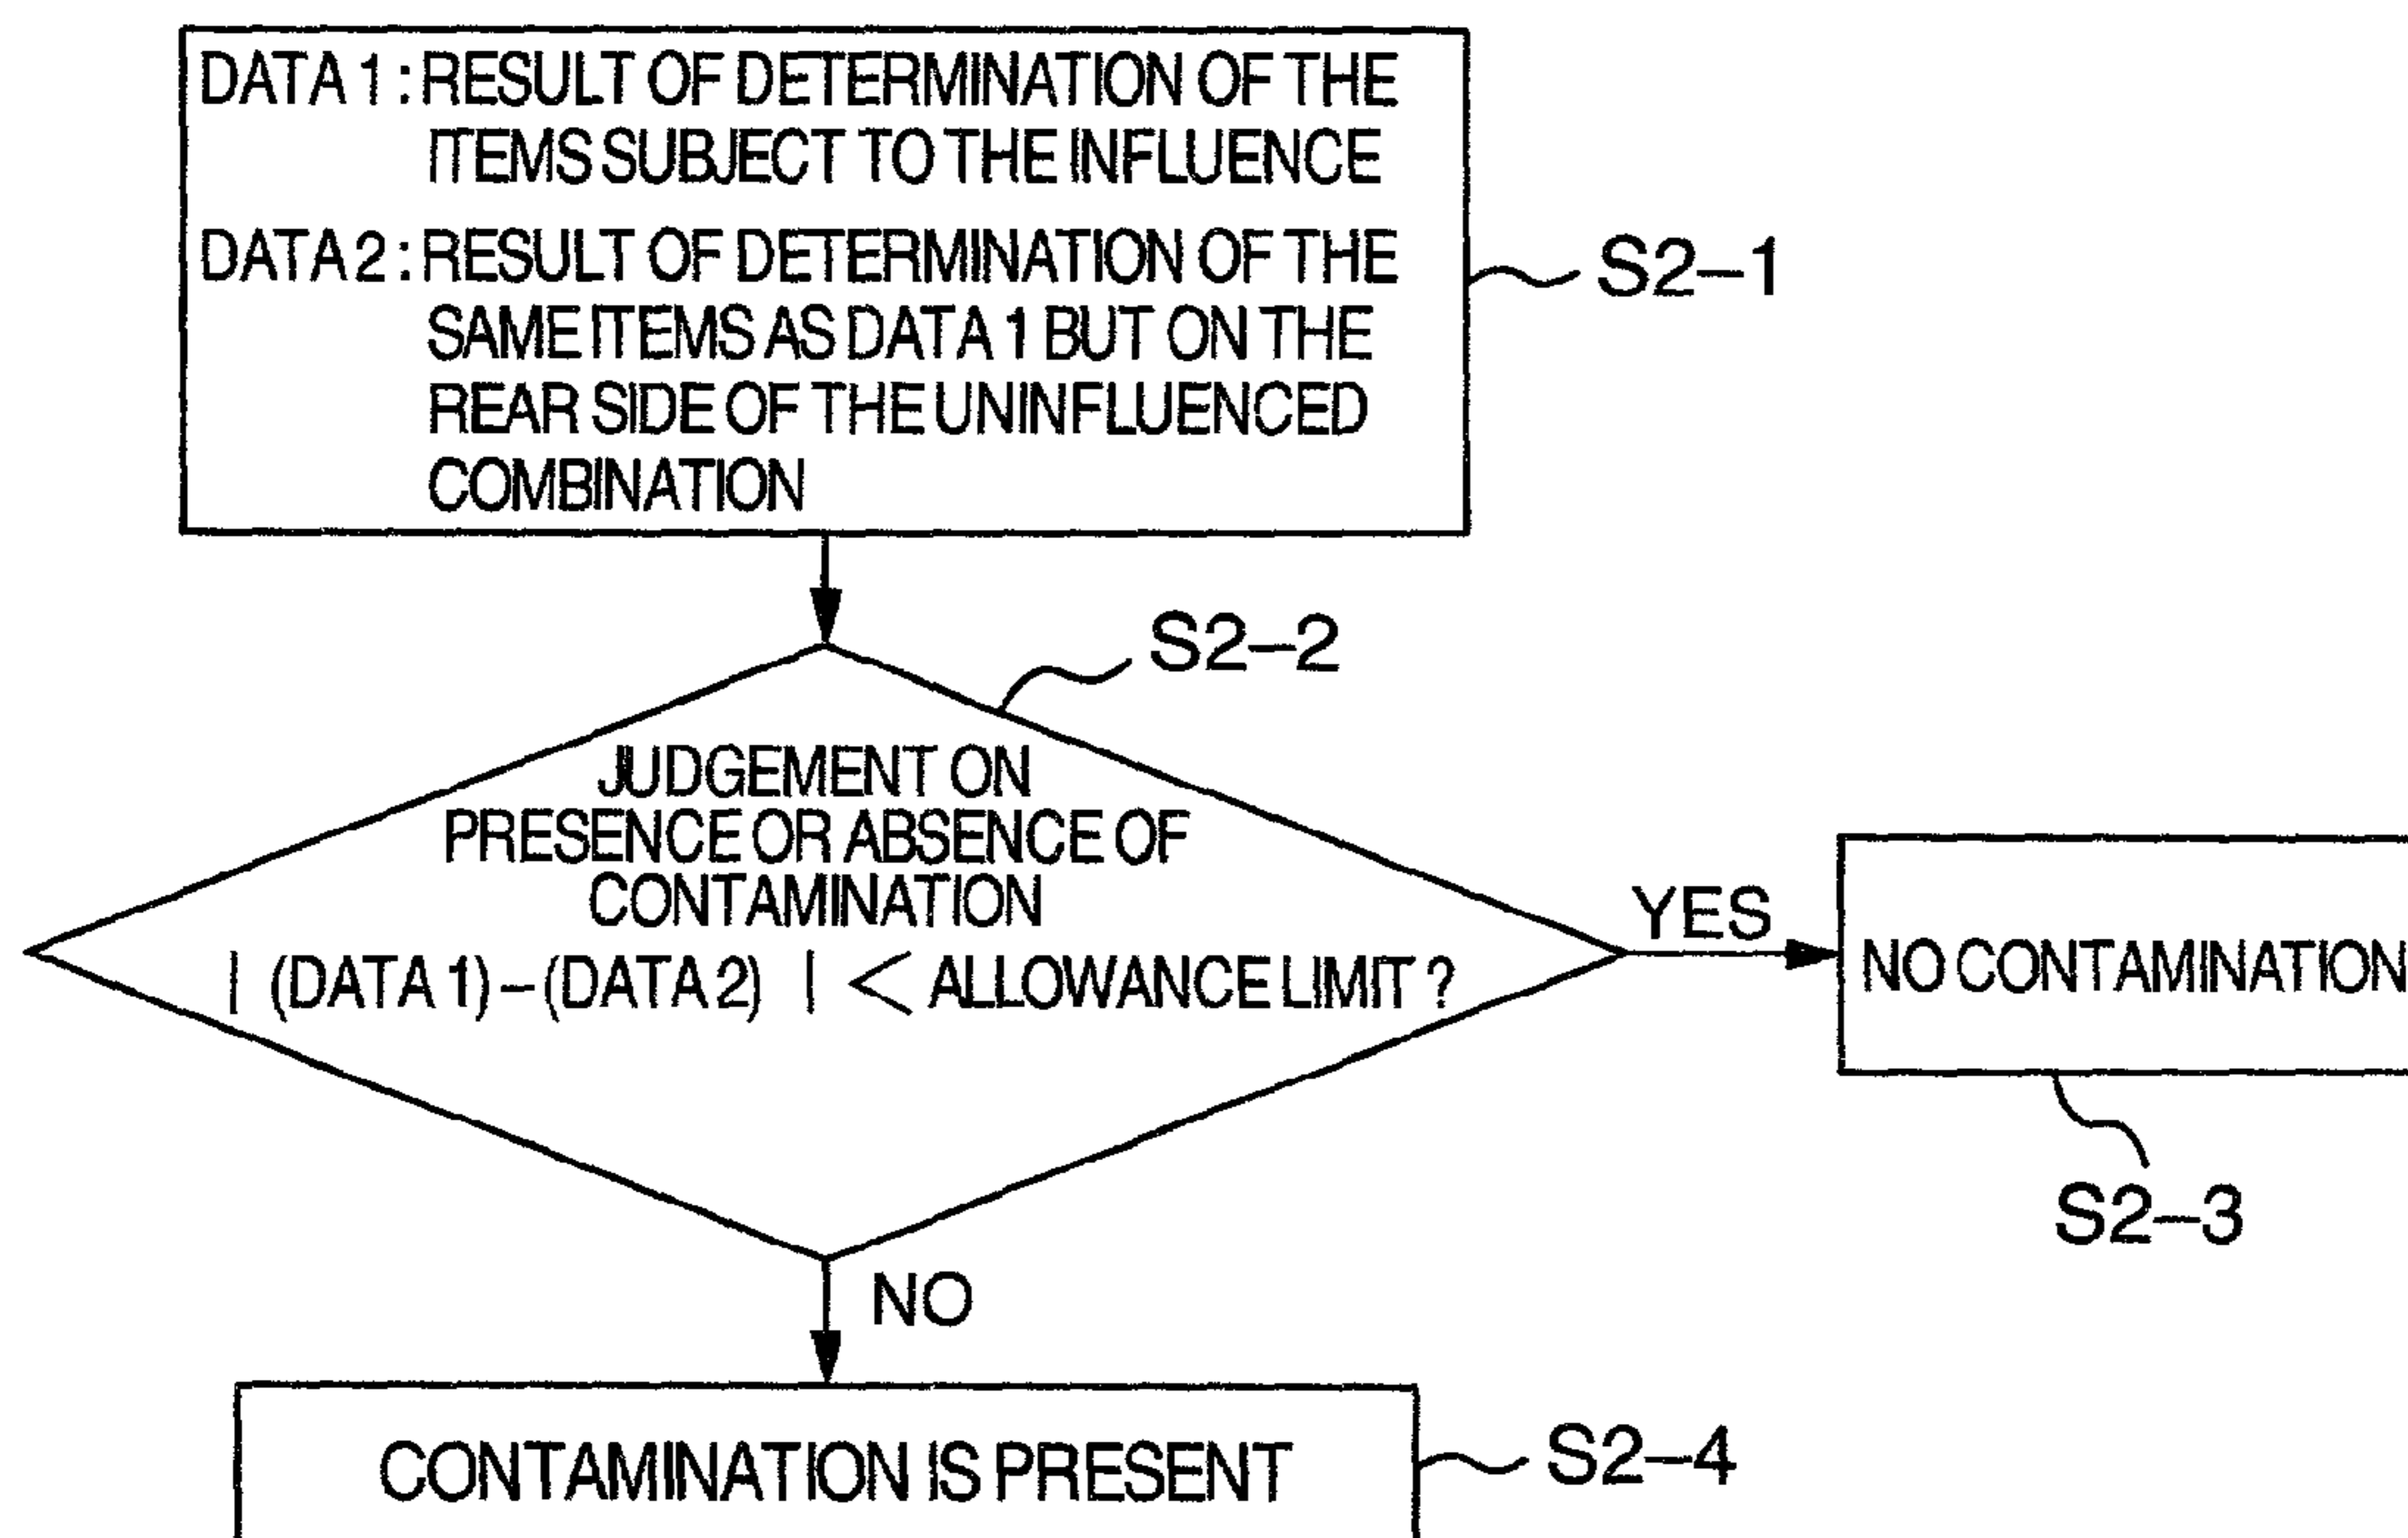 DATA 1 : RESULT OF DETERMINATION OF THE
ITEMS SUBJECT TO THE INFLUENCE
DATA 2 : RESULT OF DETERMINATION OF THE
SAME ITEMS AS DATA 1 BUT ON THE
REAR SIDE OF THE UNINFLUENCED
COMBINATION
S2–1
S2–2
JUDGEMENT ON
PRESENCE OR ABSENCE OF
CONTAMINATION
| (DATA 1) – (DATA 2) | < ALLOWANCE LIMIT ?
YES
NO CONTAMINATION
S2–3
NO
CONTAMINATION IS PRESENT
S2–4